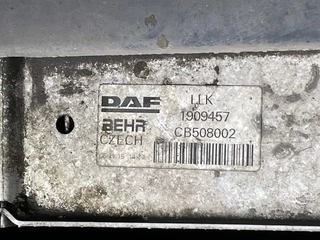 DAF LLK
1909457
BEHR CB508002
CZECH